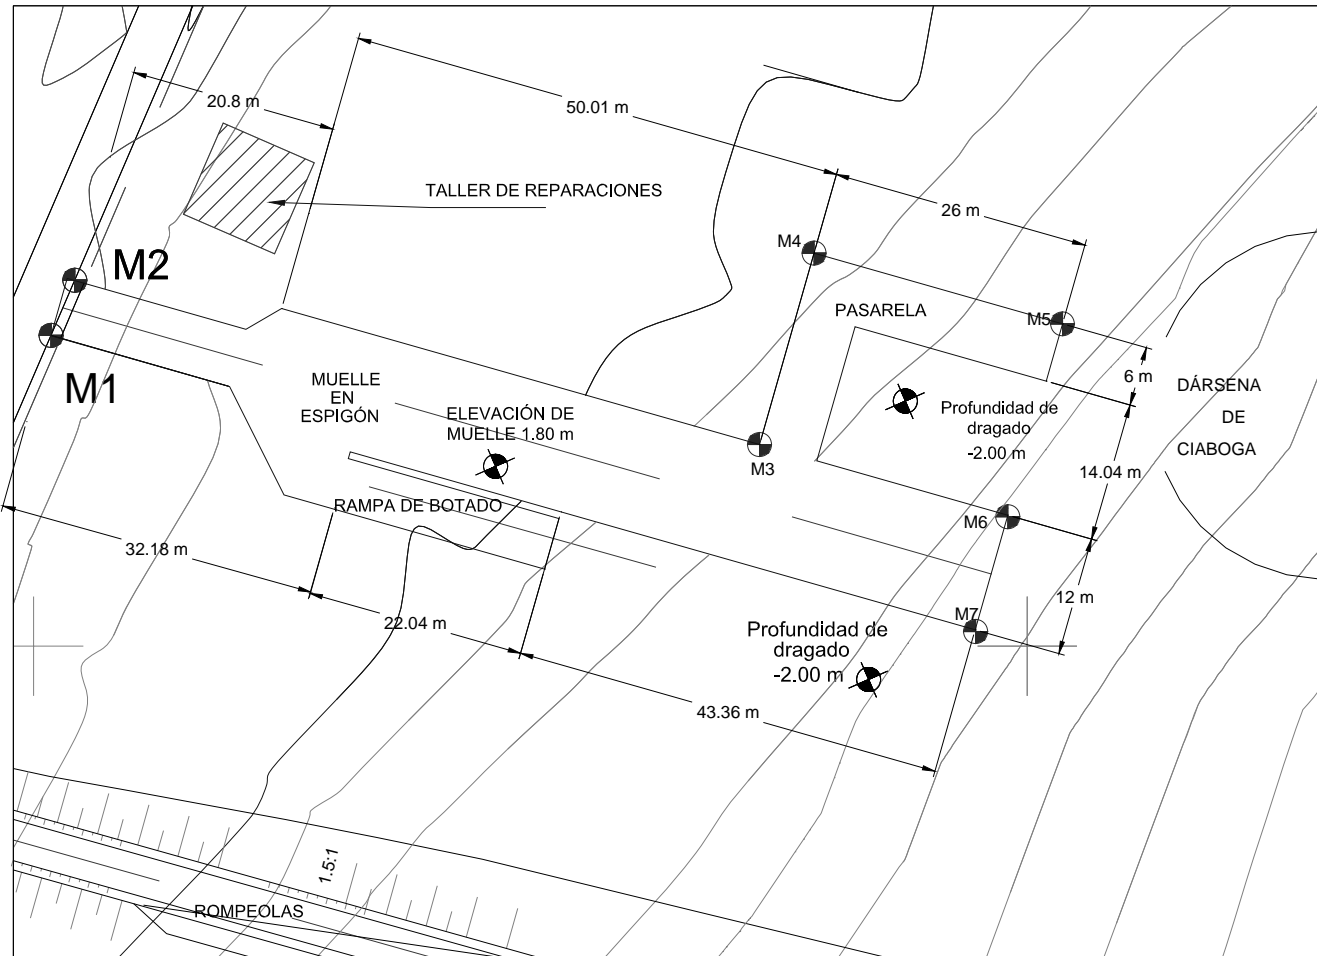 20.8 m
50.01 m
TALLER DE REPARACIONES
26 m
M4
M2
PASARELA
M5
M1
MUELLE
EN
ESPIGÓN
6 m
DÁRSENA
DE
CIABOGA
ELEVACIÓN DE
MUELLE 1.80 m
Profundidad de
dragado
-2.00 m
M3
14.04 m
RAMPA DE BOTADO
M6
32.18 m
12 m
22.04 m
M7
Profundidad de
dragado
-2.00 m
43.36 m
1.5:1
ROMPEOLAS